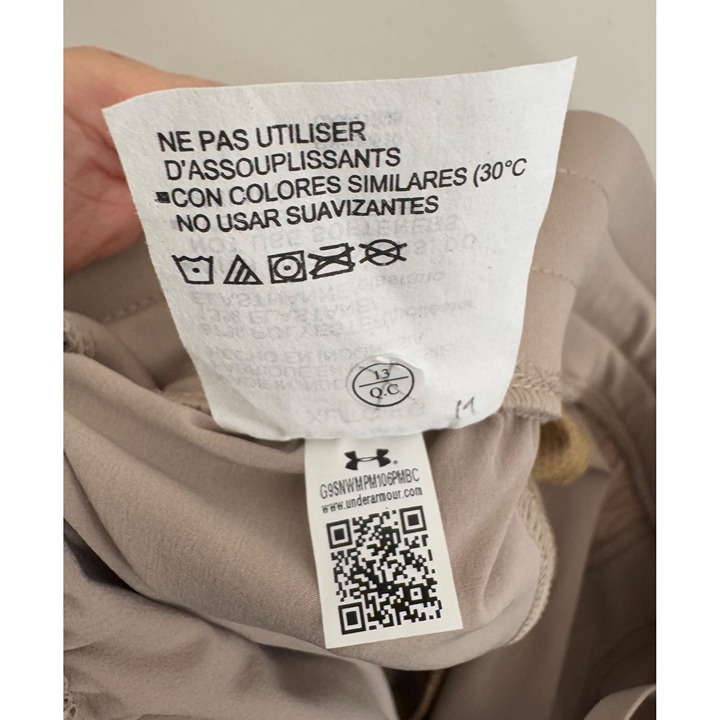 NE PAS UTILISER
D'ASSOUPLISSANTS
CON COLORES SIMILARES (30°C
NO USAR SUAVIZANTES
13
Q.C
M
G9SNWMPM106PMBC
www.underarmour.com